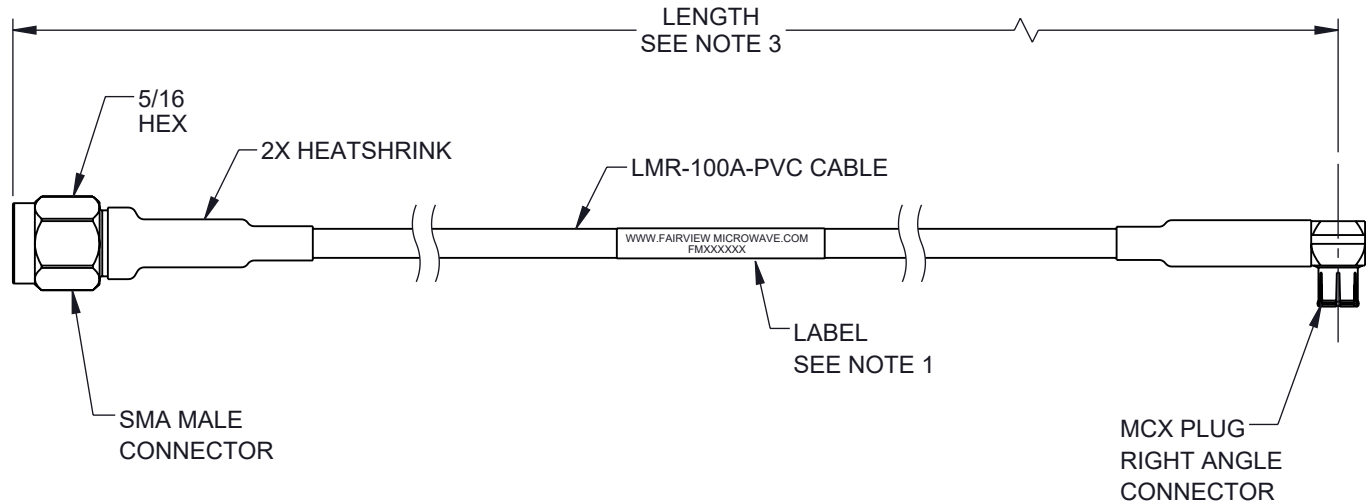 LENGTH
SEE NOTE 3
5/16
HEX
2X HEATSHRINK
LMR-100A-PVC CABLE
WWW.FAIRVIEW MICROWAVE.COM
FMXXXXXX
LABEL
SEE NOTE 1
SMA MALE
CONNECTOR
MCX PLUG
RIGHT ANGLE
CONNECTOR